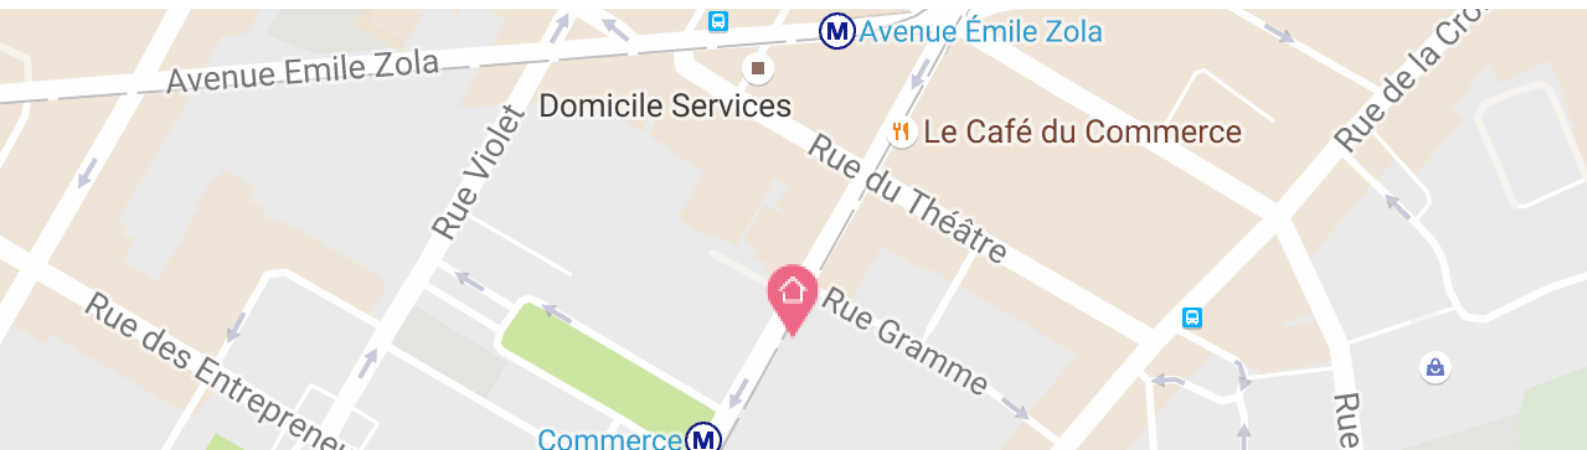 M Avenue Émile Zola
Avenue Emile Zola
Domicile Services
Le Café du Commerce
Rue de la Cro
Rue Violet
Rue du Théâtre
Rue Gramme
Rue des Entrepreneu
Rue
Commerce M